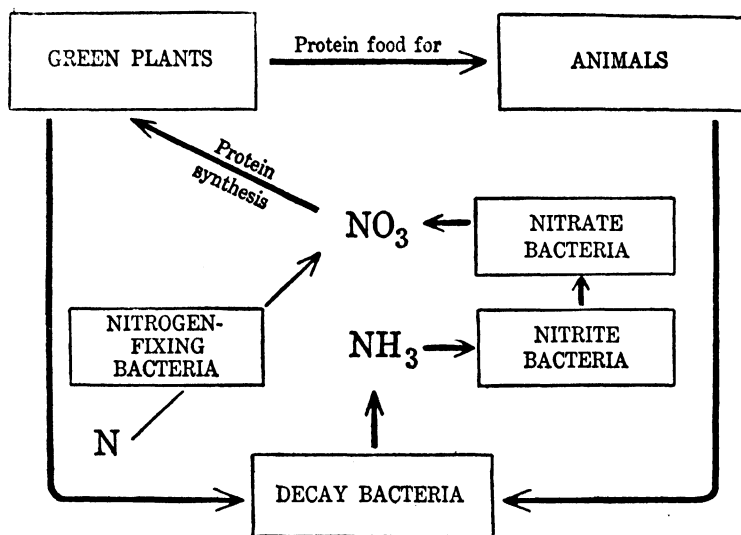 GREEN PLANTS
Protein food for
ANIMALS
Protein
synthesis
NO₃
NITRATE
BACTERIA
NITROGEN-
FIXING
BACTERIA
NH₃
NITRITE
BACTERIA
N
DECAY BACTERIA